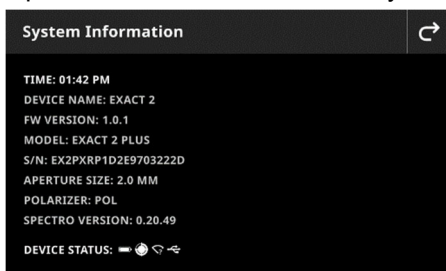 System Information
TIME: 01:42 PM
DEVICE NAME: EXACT 2
FW VERSION: 1.0.1
MODEL: EXACT 2 PLUS
S/N: EX2PXRP1D2E9703222D
APERTURE SIZE: 2.0 MM
POLARIZER: POL
SPECTRO VERSION: 0.20.49
DEVICE STATUS: